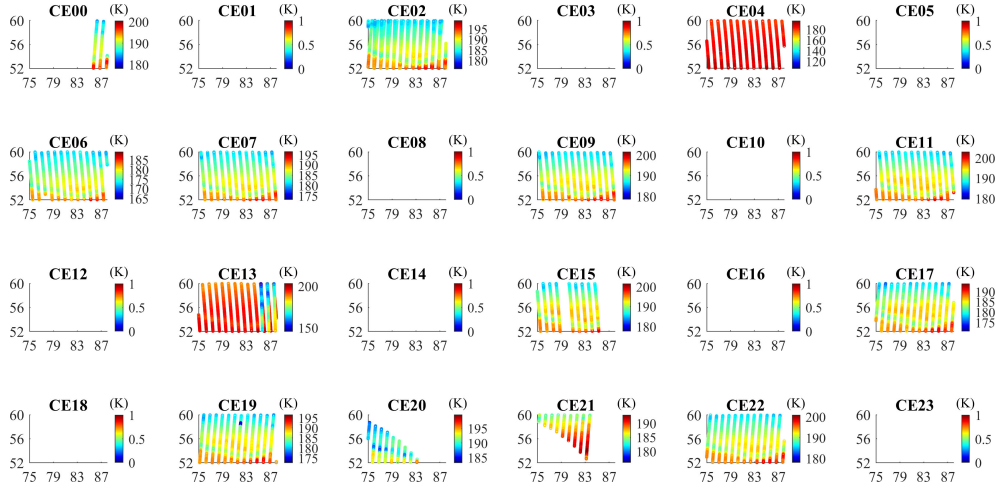 CE00 (K) CE01 (K) CE02 (K) CE03 (K) CE04 (K) CE05 (K)
60 200 60 1 60 60 1 60 60 1
195 180
56 190 56 0.5 56 190 56 0.5 56 160 56 0.5
185 140
180 180 120
52 52 0 52 52 0 52 52 0
75 79 83 87 75 79 83 87 75 79 83 87 75 79 83 87 75 79 83 87 75 79 83 87
CE06 (K) CE07 (K) CE08 (K) CE09 (K) CE10 (K) CE11 (K)
60 60 195 60 1 60 200 60 1 60 200
185 190
180 185
56 175 56 180 56 0.5 56 190 56 0.5 56 190
170 175
52 165 52 52 0 52 180 52 0 52 180
75 79 83 87 75 79 83 87 75 79 83 87 75 79 83 87 75 79 83 87 75 79 83 87
CE12 (K) CE13 (K) CE14 (K) CE15 (K) CE16 (K) CE17 (K)
60 1 60 200 60 1 60 200 60 1 60
190
56 0.5 56 56 0.5 56 190 56 0.5 56 185
180
150 180 175
52 0 52 52 0 52 52 0 52
75 79 83 87 75 79 83 87 75 79 83 87 75 79 83 87 75 79 83 87 75 79 83 87
CE18 (K) CE19 (K) CE20 (K) CE21 (K) CE22 (K) CE23 (K)
60 1 60 195 60 60 60 200 60 1
190 195 190
56 0.5 56 185 56 190 56 185 56 190 56 0.5
180 185 180
52 0 52 175 52 52 52 180 52 0
75 79 83 87 75 79 83 87 75 79 83 87 75 79 83 87 75 79 83 87 75 79 83 87